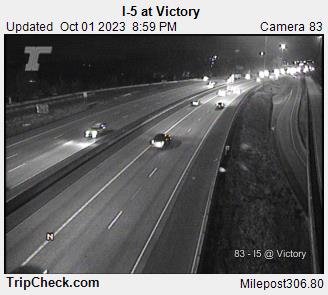 I-5 at Victory
Updated Oct 01 2023 8:59 PM Camera 83
T
N
83 - I5 @ Victory
TripCheck.com Milepost306.80